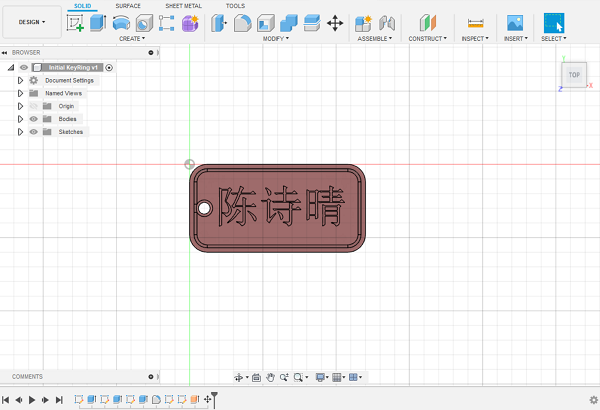 SOLID SURFACE SHEET METAL TOOLS
DESIGN
CREATE MODIFY ASSEMBLE CONSTRUCT INSPECT INSERT SELECT
BROWSER
Initial KeyRing v1
Document Settings
Named Views
Origin
Bodies
Sketches
TOP
Y
X
Z
陈诗晴
COMMENTS